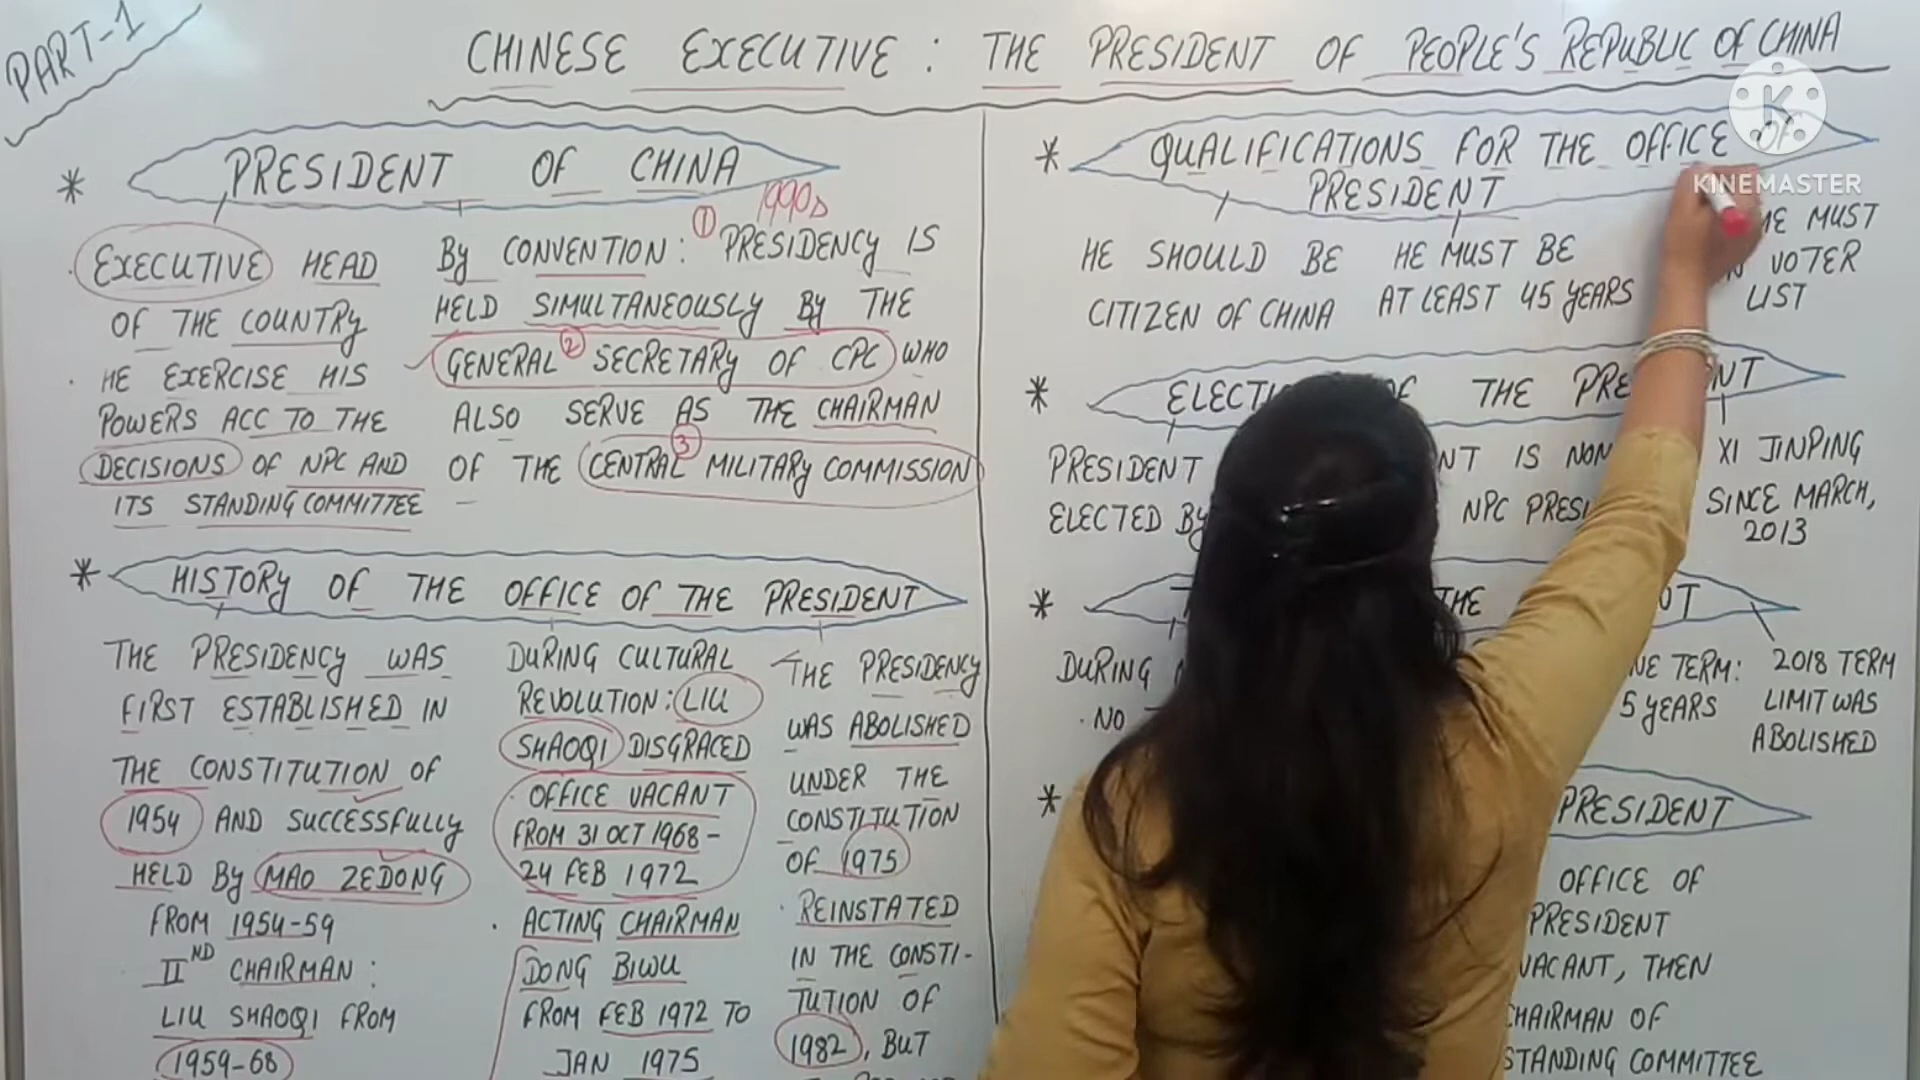 PART-1
CHINESE EXECUTIVE : THE PRESIDENT OF PEOPLE'S REPUBLIC OF CHINA
* PRESIDENT OF CHINA
· EXECUTIVE HEAD
OF THE COUNTRY
· HE EXERCISE HIS
POWERS ACC TO THE
DECISIONS OF NPC AND
ITS STANDING COMMITTEE
1990s
BY CONVENTION : ① PRESIDENCY IS
HELD SIMULTANEOUSLY BY THE
GENERAL ② SECRETARY OF CPC WHO
ALSO SERVE AS THE CHAIRMAN
OF THE CENTRAL ③ MILITARY COMMISSION
* HISTORY OF THE OFFICE OF THE PRESIDENT
THE PRESIDENCY WAS
FIRST ESTABLISHED IN
THE CONSTITUTION OF
1954 AND SUCCESSFULLY
HELD BY MAO ZEDONG
FROM 1954-59
IIND CHAIRMAN :
LIU SHAOQI FROM
1959-68
DURING CULTURAL
REVOLUTION : LIU
SHAOQI DISGRACED
· OFFICE VACANT
FROM 31 OCT 1968 -
24 FEB 1972
· ACTING CHAIRMAN
DONG BIWU
FROM FEB 1972 TO
JAN 1975
THE PRESIDENCY
WAS ABOLISHED
UNDER THE
CONSTITUTION
OF 1975
· REINSTATED
IN THE CONSTI-
TUTION OF
1982, BUT
* QUALIFICATIONS FOR THE OFFICE OF
PRESIDENT
K
KINEMASTER
HE SHOULD BE
CITIZEN OF CHINA
HE MUST BE
AT LEAST 45 YEARS
HE MUST
VOTER
LIST
* OF THE
PRESIDENT
ELECTED BY
IS
NPC
XI JINPING
SINCE MARCH,
2013
* THE
DURING
· NO
TERM :
5 YEARS
2018 TERM
LIMIT WAS
ABOLISHED
* PRESIDENT
OFFICE OF
PRESIDENT
VACANT, THEN
CHAIRMAN OF
STANDING COMMITTEE